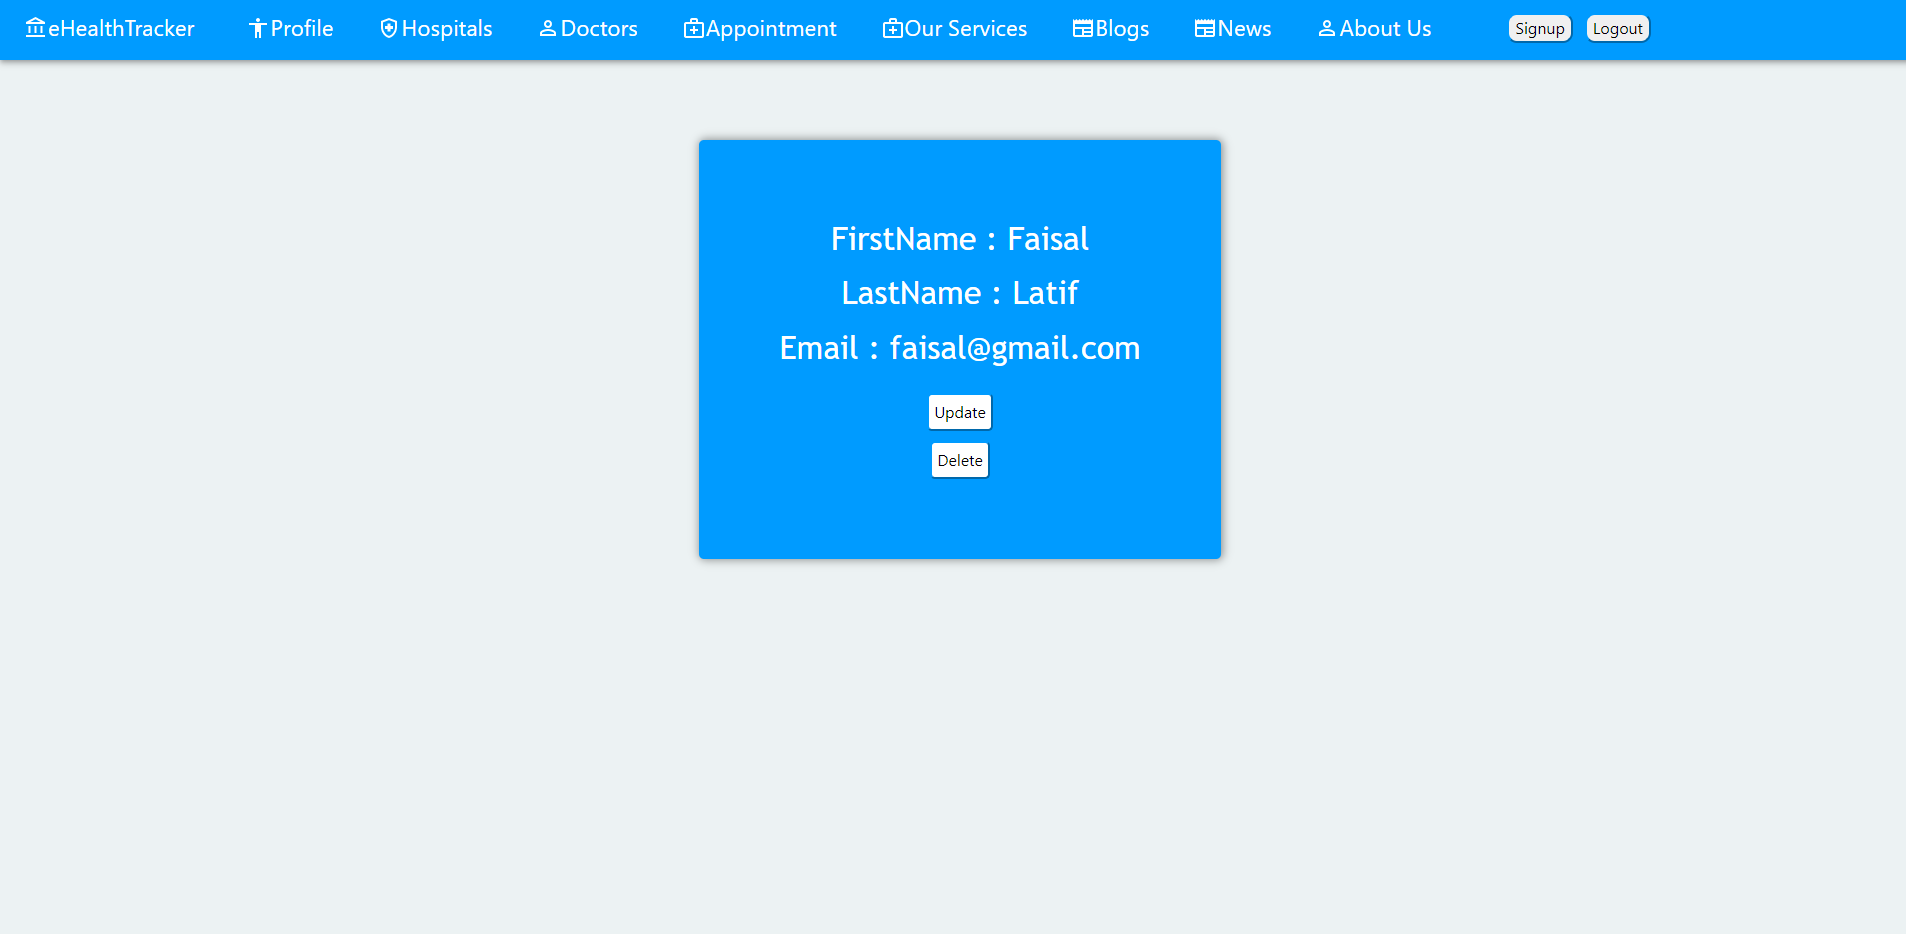 eHealthTracker Profile Hospitals Doctors Appointment Our Services Blogs News About Us Signup Logout
FirstName : Faisal
LastName : Latif
Email : faisal@gmail.com
Update
Delete